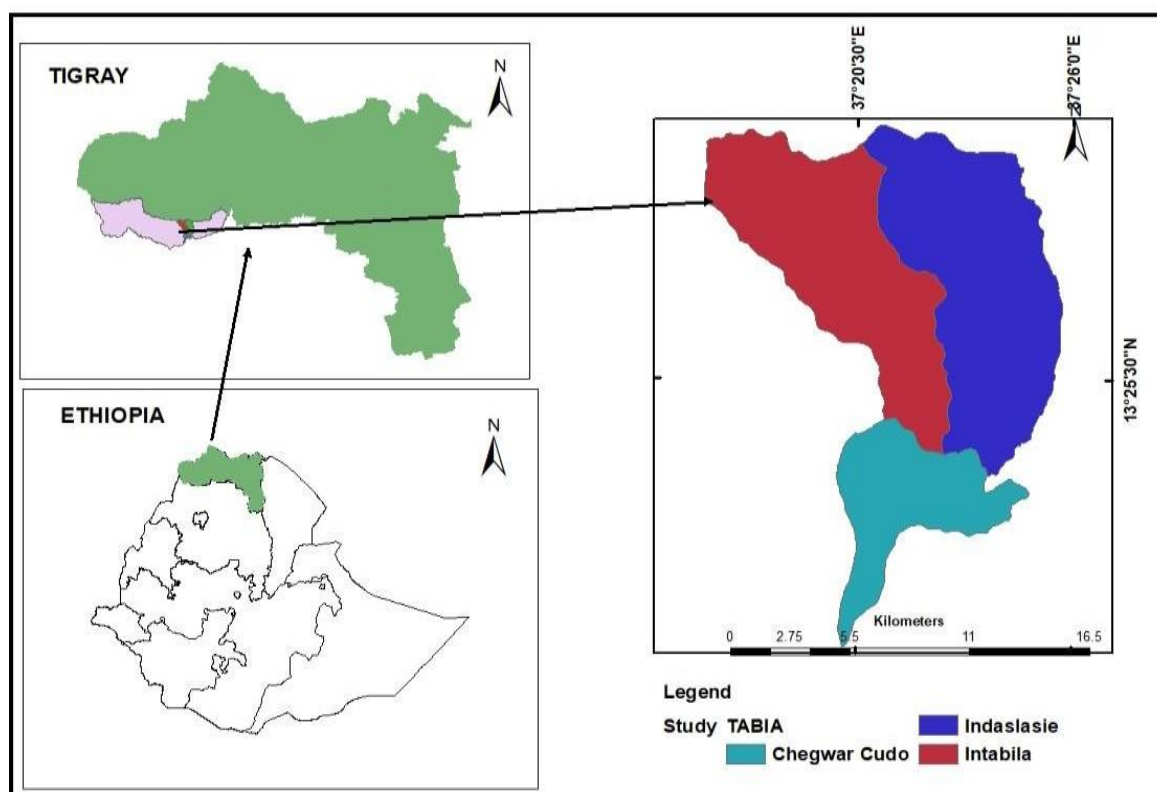 TIGRAY
N
ETHIOPIA
N
37°20'30"E
37°26'0"E
13°25'30"N
Kilometers
0 2.75 5.5 11 16.5
Legend
Study TABIA
Indaslasie
Chegwar Cudo
Intabila